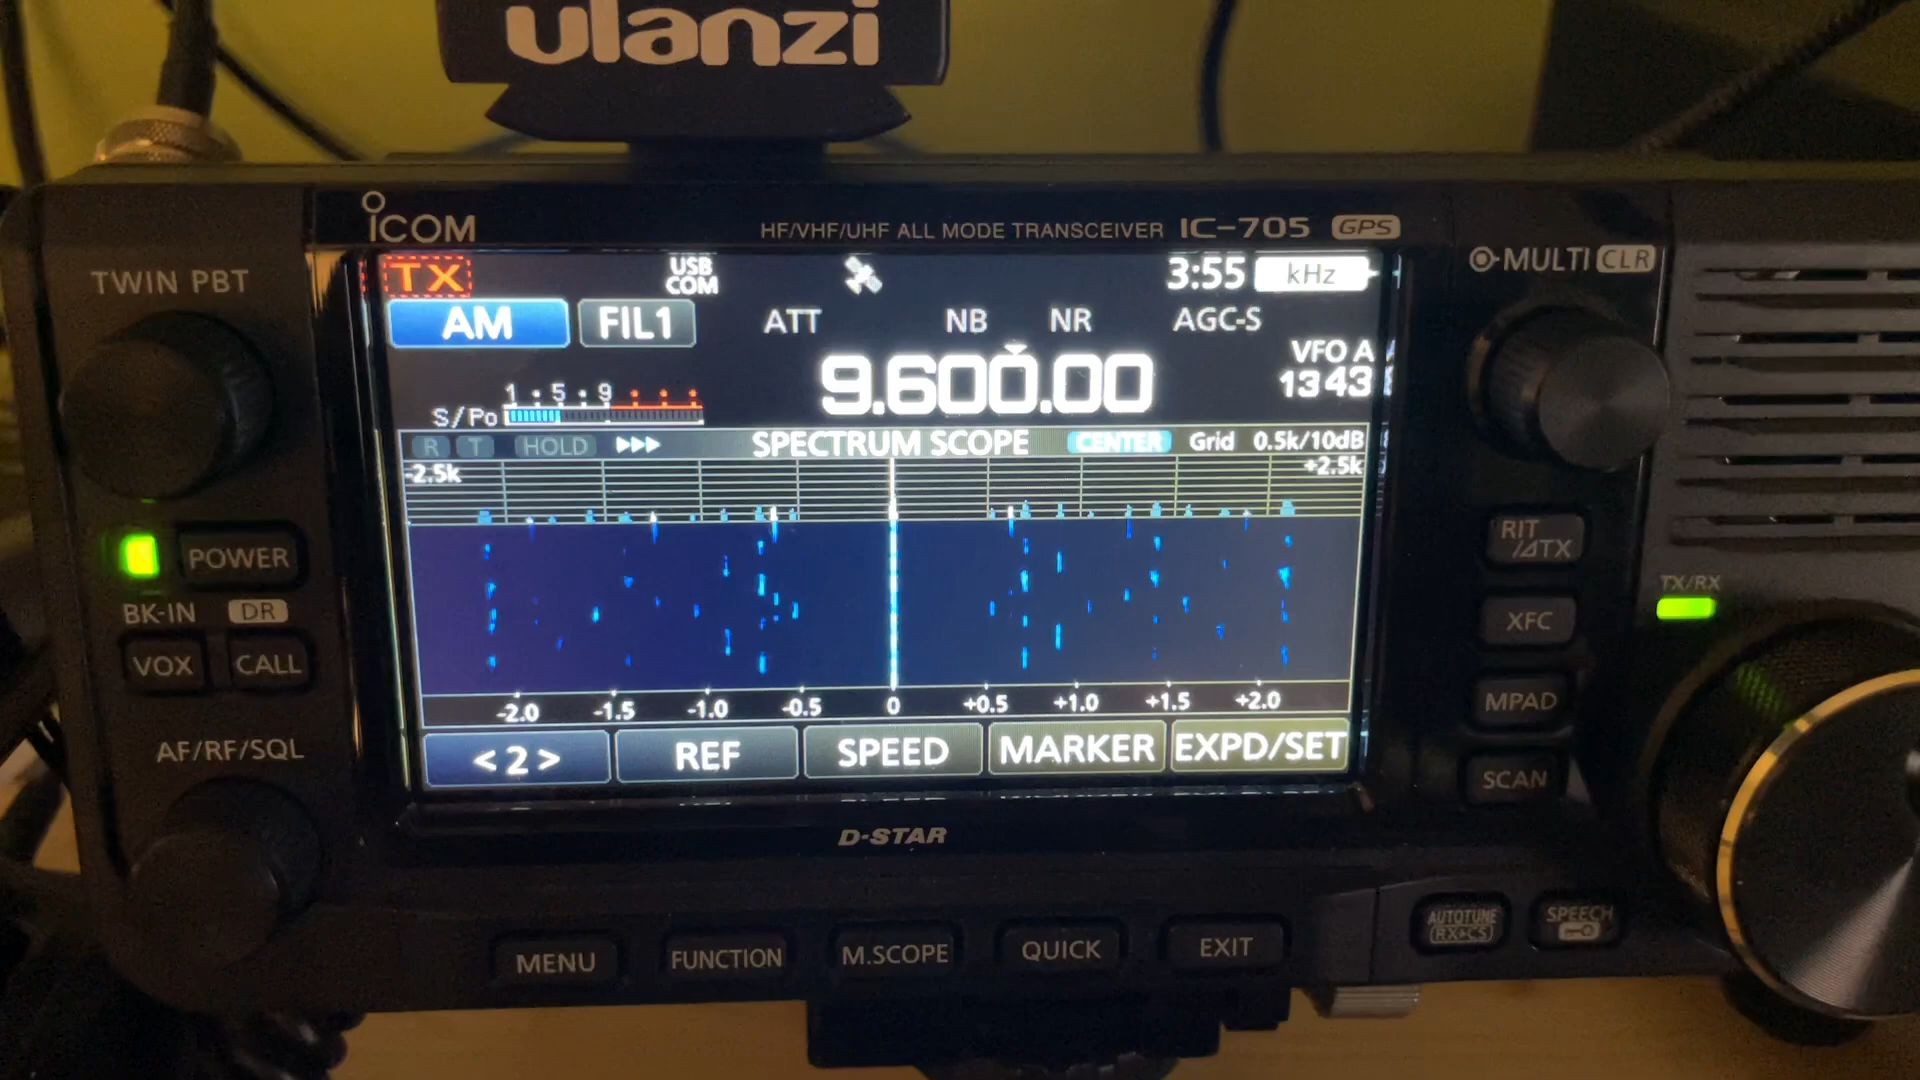 ulanzi
ICOM
HF/VHF/UHF ALL MODE TRANSCEIVER IC-705 GPS
TWIN PBT
MULTI CLR
TX USB COM 3:55 kHz
AM FIL1 ATT NB NR AGC-S
9.600.00
VFO A
1 5 9
S/Po
R T HOLD SPECTRUM SCOPE CENTER Grid 0.5k/10dB
-2.5k +2.5k
-2.0 -1.5 -1.0 -0.5 0 +0.5 +1.0 +1.5 +2.0
<2> REF SPEED MARKER EXPD/SET
POWER
BK-IN DR
VOX CALL
AF/RF/SQL
RIT/⊿TX
TX/RX
XFC
MPAD
SCAN
D-STAR
MENU FUNCTION M.SCOPE QUICK EXIT
AUTOTUNE
(RX→CS)
SPEECH